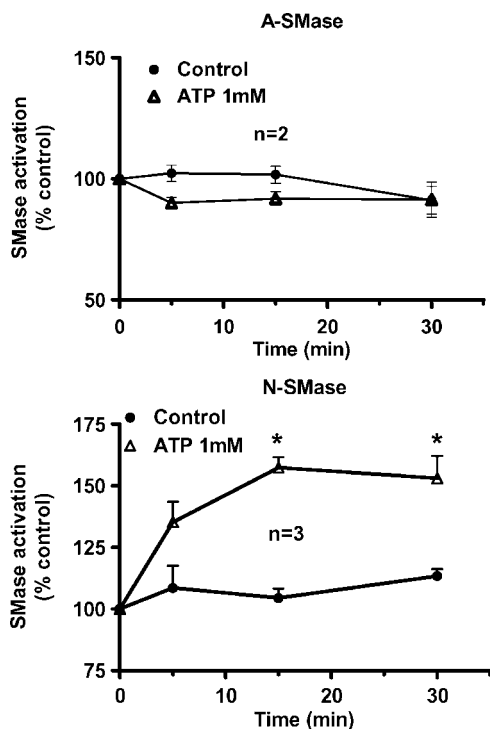 A-SMase
Control
ATP 1mM
n=2
SMase activation
(% control)
150
100
50
0 10 20 30
Time (min)
N-SMase
Control
ATP 1mM
* *
n=3
SMase activation
(% control)
175
150
125
100
75
0 10 20 30
Time (min)